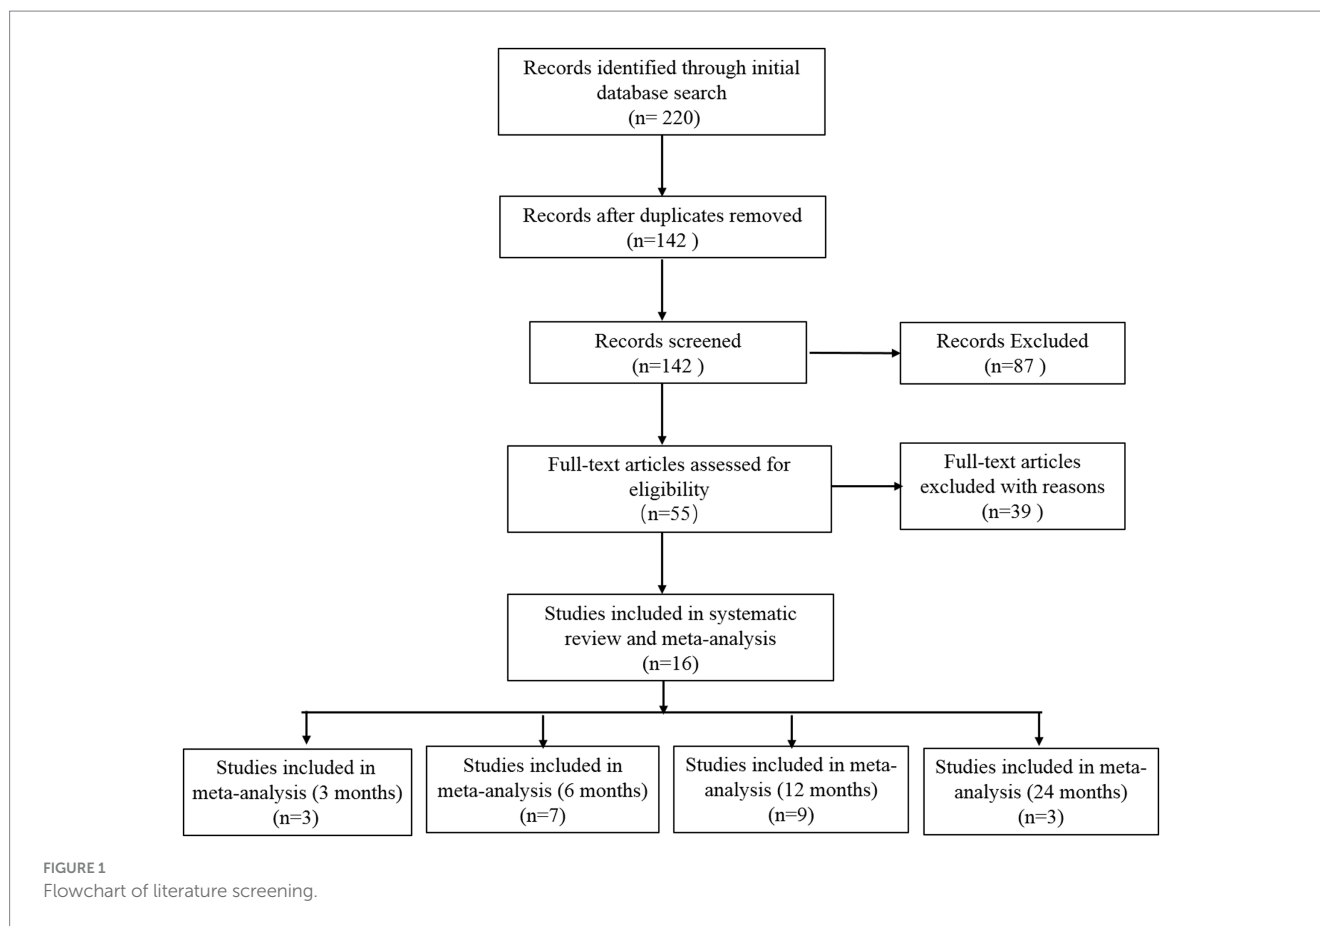 Records identified through initial
database search
(n= 220)
Records after duplicates removed
(n=142 )
Records screened
(n=142 )
Records Excluded
(n=87 )
Full-text articles assessed for
eligibility
(n=55)
Full-text articles
excluded with reasons
(n=39 )
Studies included in systematic
review and meta-analysis
(n=16)
Studies included in
meta-analysis (3 months)
(n=3)
Studies included in
meta-analysis (6 months)
(n=7)
Studies included in meta-
analysis (12 months)
(n=9)
Studies included in meta-
analysis (24 months)
(n=3)
FIGURE 1
Flowchart of literature screening.